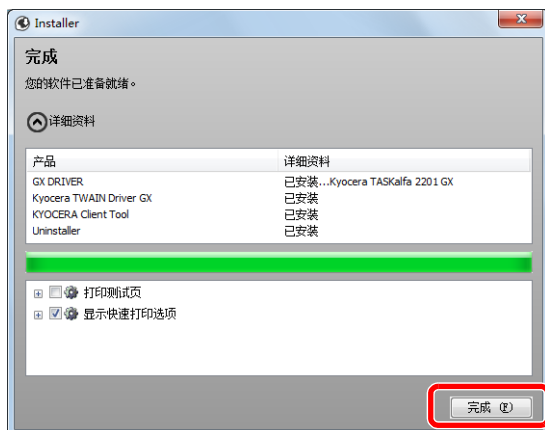 Installer
完成
您的软件已准备就绪。
详细资料
产品 详细资料
GX DRIVER 已安装...Kyocera TASKalfa 2201 GX
Kyocera TWAIN Driver GX 已安装
KYOCERA Client Tool 已安装
Uninstaller 已安装
打印测试页
显示快速打印选项
完成 (F)